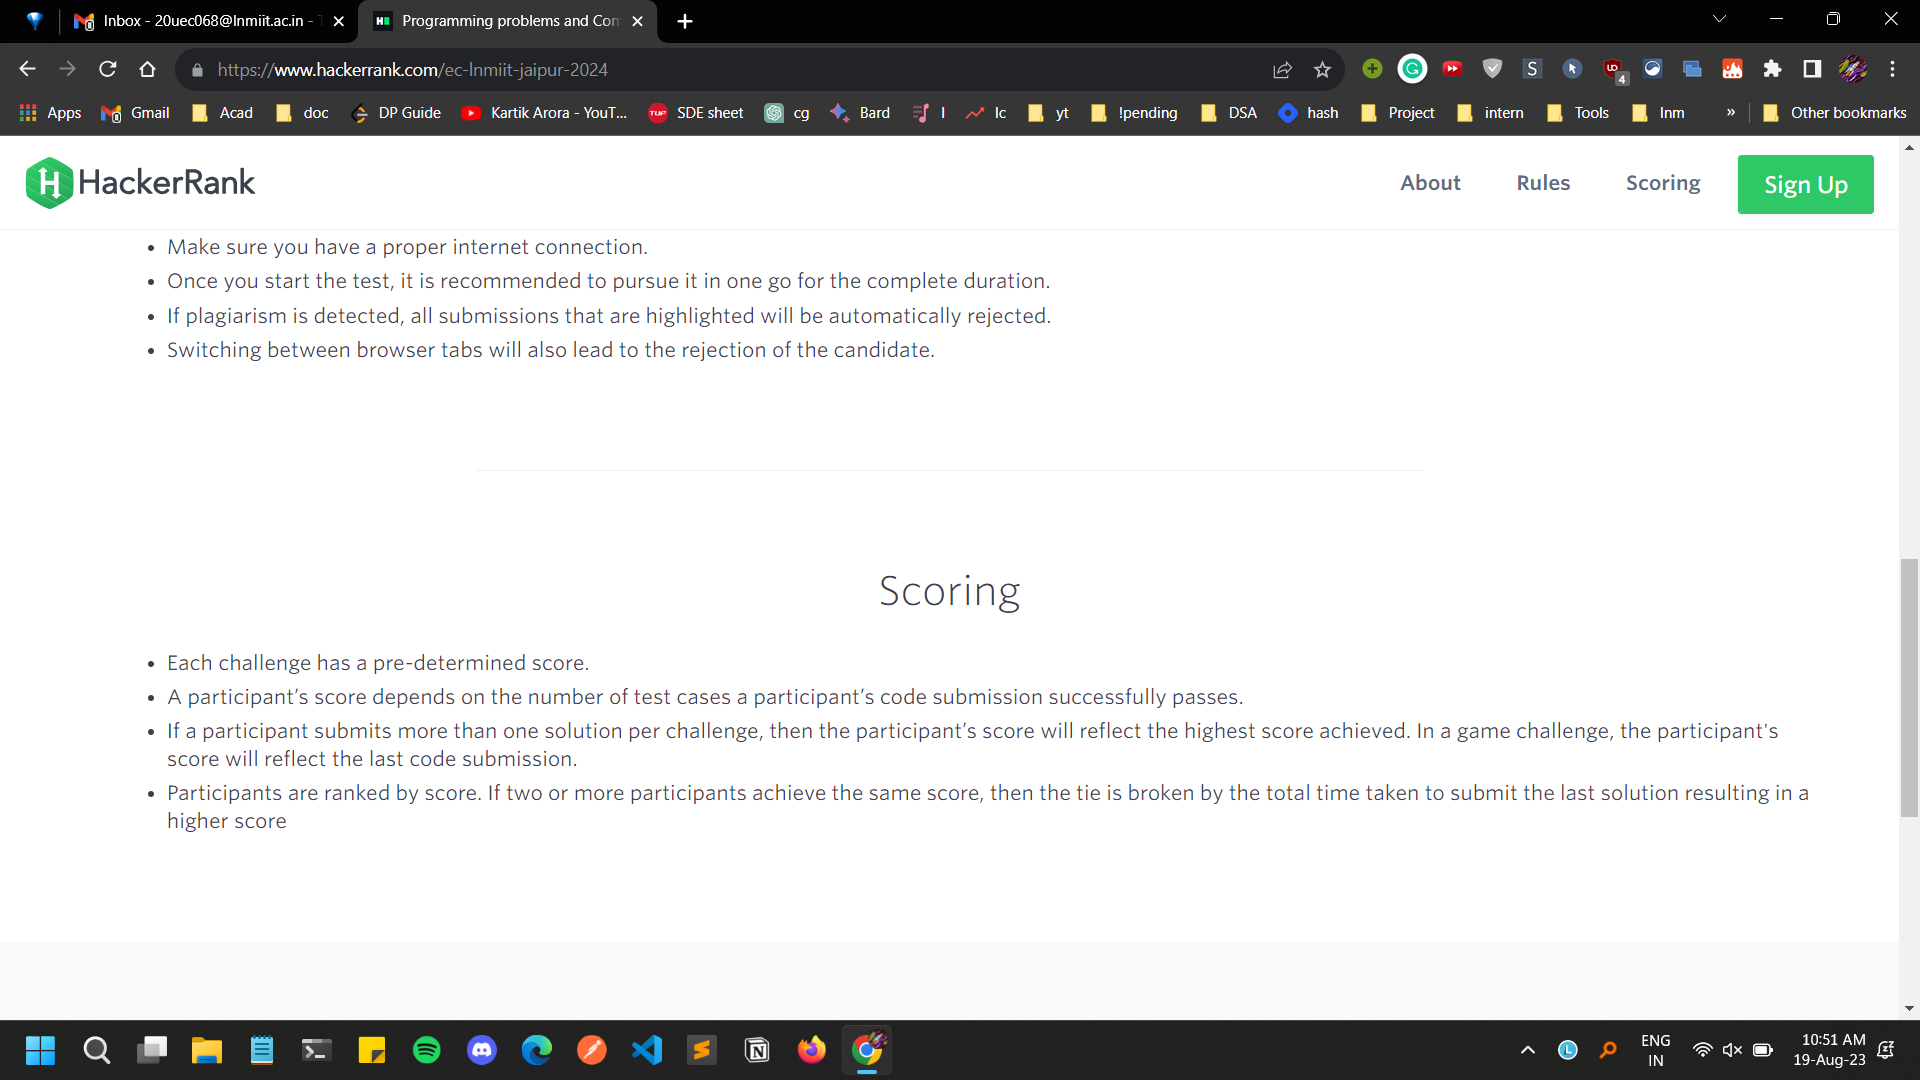 Inbox - 20uec068@lnmiit.ac.in -
Programming problems and Con
https://www.hackerrank.com/ec-lnmiit-jaipur-2024
S
4
Apps
Gmail
Acad
doc
DP Guide
Kartik Arora - YouT...
TUF
SDE sheet
cg
Bard
I
lc
yt
!pending
DSA
hash
Project
intern
Tools
lnm
»
Other bookmarks
HackerRank
About
Rules
Scoring
Sign Up
• Make sure you have a proper internet connection.
• Once you start the test, it is recommended to pursue it in one go for the complete duration.
• If plagiarism is detected, all submissions that are highlighted will be automatically rejected.
• Switching between browser tabs will also lead to the rejection of the candidate.
Scoring
• Each challenge has a pre-determined score.
• A participant’s score depends on the number of test cases a participant’s code submission successfully passes.
• If a participant submits more than one solution per challenge, then the participant’s score will reflect the highest score achieved. In a game challenge, the participant's
score will reflect the last code submission.
• Participants are ranked by score. If two or more participants achieve the same score, then the tie is broken by the total time taken to submit the last solution resulting in a
higher score
ENG
IN
10:51 AM
19-Aug-23